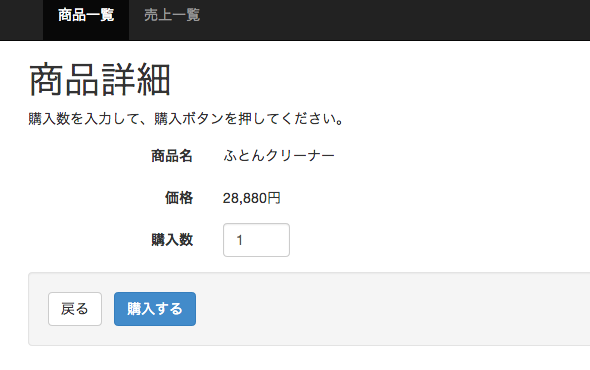 商品一覧 売上一覧
商品詳細
購入数を入力して、購入ボタンを押してください。
商品名 ふとんクリーナー
価格 28,880円
購入数 1
戻る 購入する